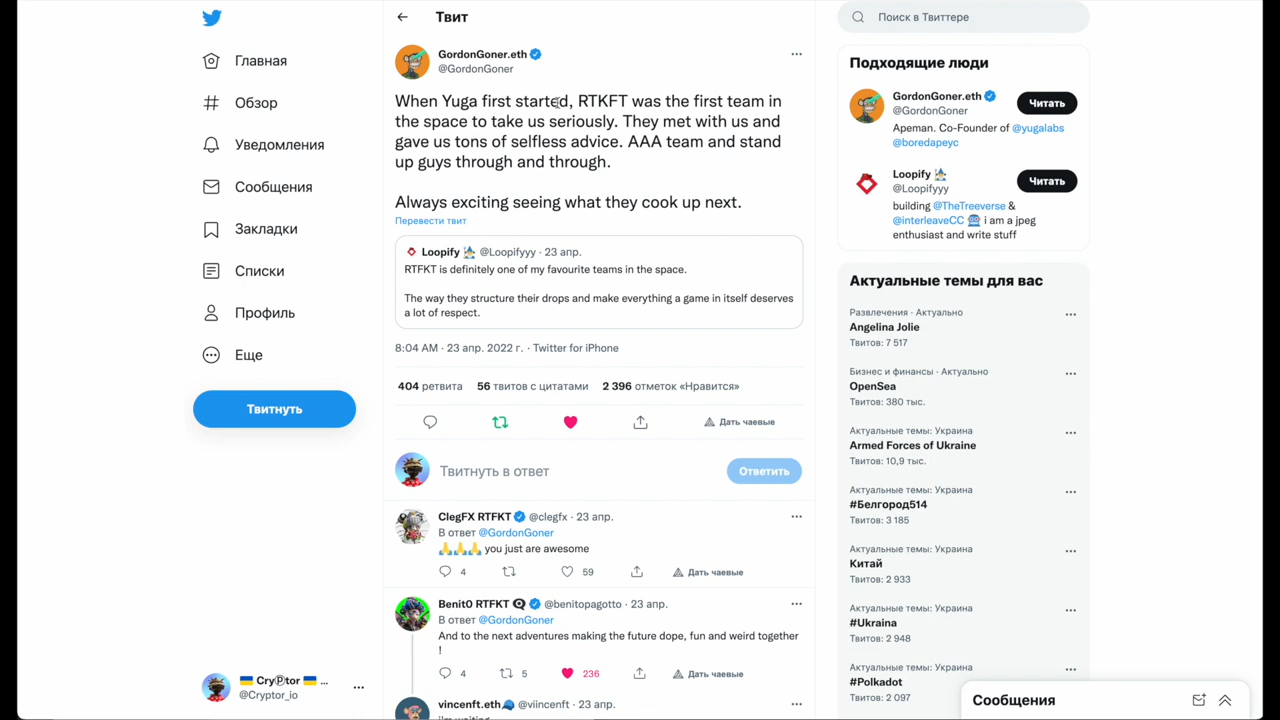 Главная
Обзор
Уведомления
Сообщения
Закладки
Списки
Профиль
Еще
Твитнуть
Cryⓟtor ...
@Cryptor_io
Твит
GordonGoner.eth
@GordonGoner
When Yuga first started, RTKFT was the first team in
the space to take us seriously. They met with us and
gave us tons of selfless advice. AAA team and stand
up guys through and through.
Always exciting seeing what they cook up next.
Перевести твит
Loopify @Loopifyyy · 23 апр.
RTFKT is definitely one of my favourite teams in the space.
The way they structure their drops and make everything a game in itself deserves
a lot of respect.
8:04 AM · 23 апр. 2022 г. · Twitter for iPhone
404 ретвита 56 твитов с цитатами 2 396 отметок «Нравится»
Дать чаевые
Твитнуть в ответ
Ответить
ClegFX RTFKT @clegfx · 23 апр.
В ответ @GordonGoner
🙏🙏🙏 you just are awesome
4 59 Дать чаевые
Benit0 RTFKT @benitopagotto · 23 апр.
В ответ @GordonGoner
And to the next adventures making the future dope, fun and weird together
!
4 5 236 Дать чаевые
vincenft.eth @viincenft · 23 апр.
Поиск в Твиттере
Подходящие люди
GordonGoner.eth
@GordonGoner
Читать
Apeman. Co-Founder of @yugalabs
@boredapeyc
Loopify
@Loopifyyy
Читать
building @TheTreeverse &
@interleaveCC i am a jpeg
enthusiast and write stuff
Актуальные темы для вас
Развлечения · Актуально
Angelina Jolie
Твитов: 7 517
Бизнес и финансы · Актуально
OpenSea
Твитов: 380 тыс.
Актуальные темы: Украина
Armed Forces of Ukraine
Твитов: 10,9 тыс.
Актуальные темы: Украина
#Белгород514
Твитов: 3 185
Актуальные темы: Украина
Китай
Твитов: 2 933
Актуальные темы: Украина
#Ukraina
Твитов: 2 948
Актуальные темы: Украина
#Polkadot
Твитов: 2 097
Сообщения